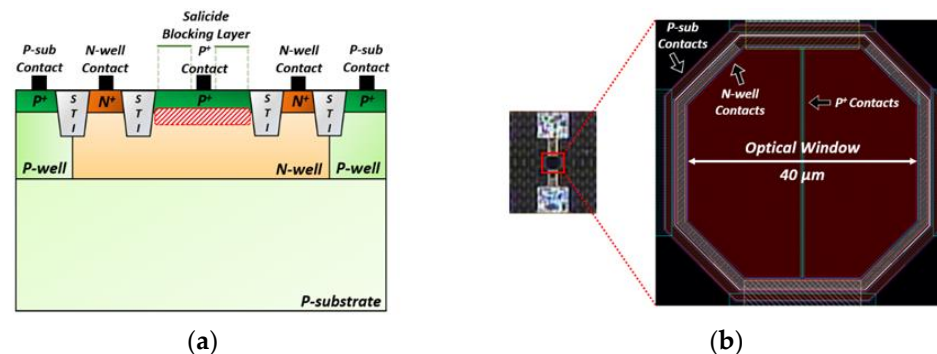 Salicide
Blocking Layer
P-sub
Contact
N-well
Contact
P⁺
Contact
N-well
Contact
P-sub
Contact
P⁺
S
T
I
N⁺
S
T
I
P⁺
S
T
I
N⁺
S
T
I
P⁺
P-well
N-well
P-well
P-substrate
(a)
P-sub
Contacts
N-well
Contacts
P⁺ Contacts
Optical Window
40 μm
(b)